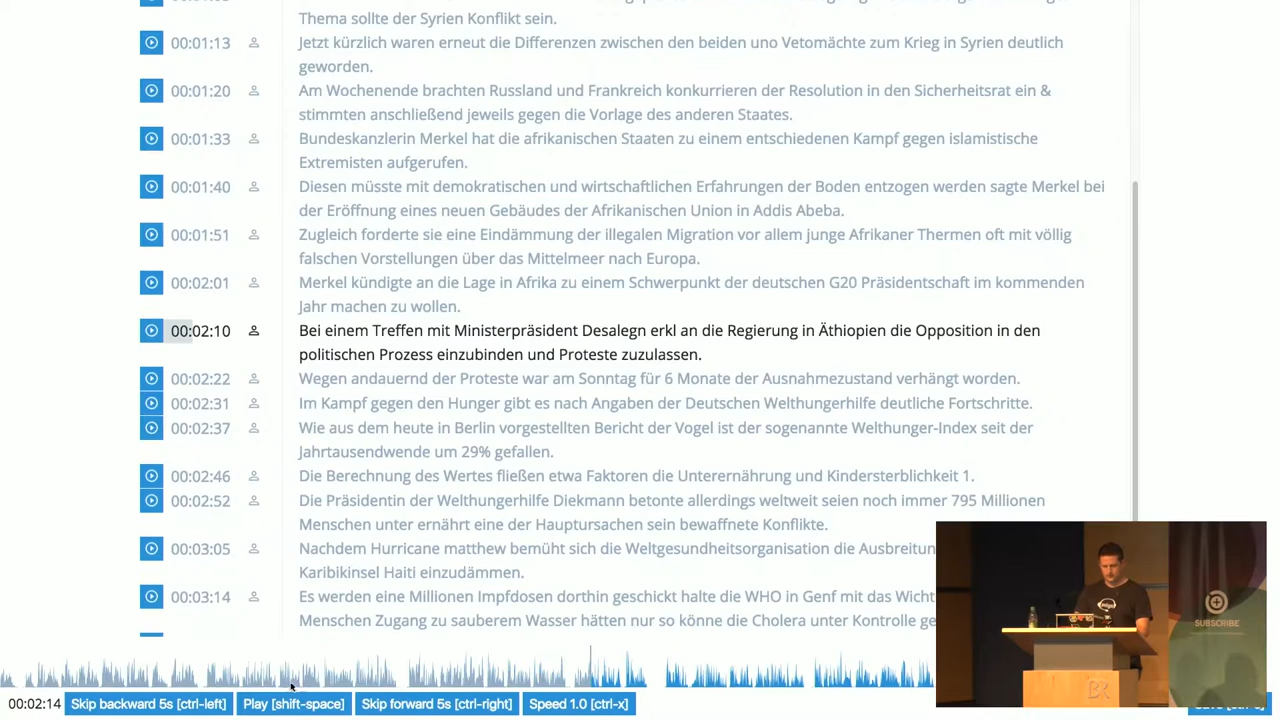 Thema sollte der Syrien Konflikt sein.
00:01:13 Jetzt kürzlich waren erneut die Differenzen zwischen den beiden uno Vetomächte zum Krieg in Syrien deutlich
geworden.
00:01:20 Am Wochenende brachten Russland und Frankreich konkurrieren der Resolution in den Sicherheitsrat ein &
stimmten anschließend jeweils gegen die Vorlage des anderen Staates.
00:01:33 Bundeskanzlerin Merkel hat die afrikanischen Staaten zu einem entschiedenen Kampf gegen islamistische
Extremisten aufgerufen.
00:01:40 Diesen müsste mit demokratischen und wirtschaftlichen Erfahrungen der Boden entzogen werden sagte Merkel bei
der Eröffnung eines neuen Gebäudes der Afrikanischen Union in Addis Abeba.
00:01:51 Zugleich forderte sie eine Eindämmung der illegalen Migration vor allem junge Afrikaner Thermen oft mit völlig
falschen Vorstellungen über das Mittelmeer nach Europa.
00:02:01 Merkel kündigte an die Lage in Afrika zu einem Schwerpunkt der deutschen G20 Präsidentschaft im kommenden
Jahr machen zu wollen.
00:02:10 Bei einem Treffen mit Ministerpräsident Desalegn erkl an die Regierung in Äthiopien die Opposition in den
politischen Prozess einzubinden und Proteste zuzulassen.
00:02:22 Wegen andauernd der Proteste war am Sonntag für 6 Monate der Ausnahmezustand verhängt worden.
00:02:31 Im Kampf gegen den Hunger gibt es nach Angaben der Deutschen Welthungerhilfe deutliche Fortschritte.
00:02:37 Wie aus dem heute in Berlin vorgestellten Bericht der Vogel ist der sogenannte Welthunger-Index seit der
Jahrtausendwende um 29% gefallen.
00:02:46 Die Berechnung des Wertes fließen etwa Faktoren die Unterernährung und Kindersterblichkeit 1.
00:02:52 Die Präsidentin der Welthungerhilfe Diekmann betonte allerdings weltweit seien noch immer 795 Millionen
Menschen unter ernährt eine der Hauptursachen sein bewaffnete Konflikte.
00:03:05 Nachdem Hurricane matthew bemüht sich die Weltgesundheitsorganisation die Ausbreitun
Karibikinsel Haiti einzudämmen.
00:03:14 Es werden eine Millionen Impfdosen dorthin geschickt halte die WHO in Genf mit das Wicht
Menschen Zugang zu sauberem Wasser hätten nur so könne die Cholera unter Kontrolle ge
SUBSCRIBE
BR
00:02:14 Skip backward 5s [ctrl-left] Play [shift-space] Skip forward 5s [ctrl-right] Speed 1.0 [ctrl-x]